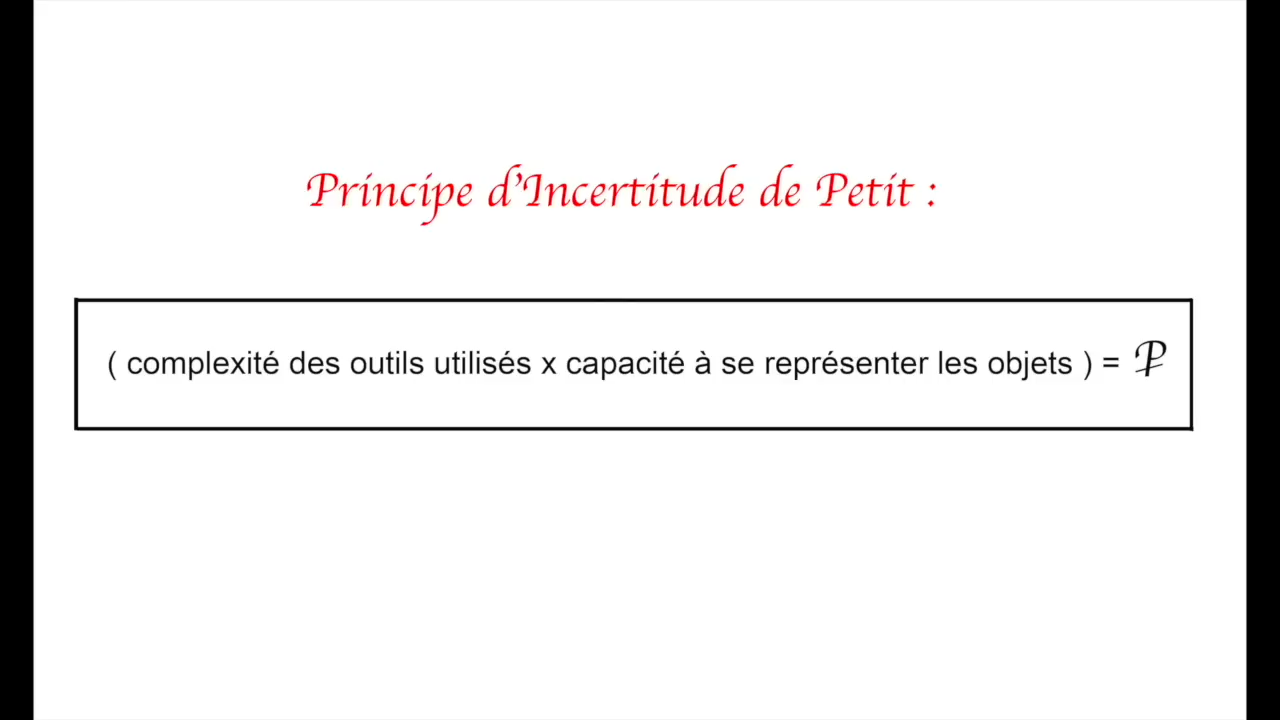 Principe d'Incertitude de Petit :
( complexité des outils utilisés x capacité à se représenter les objets ) = P